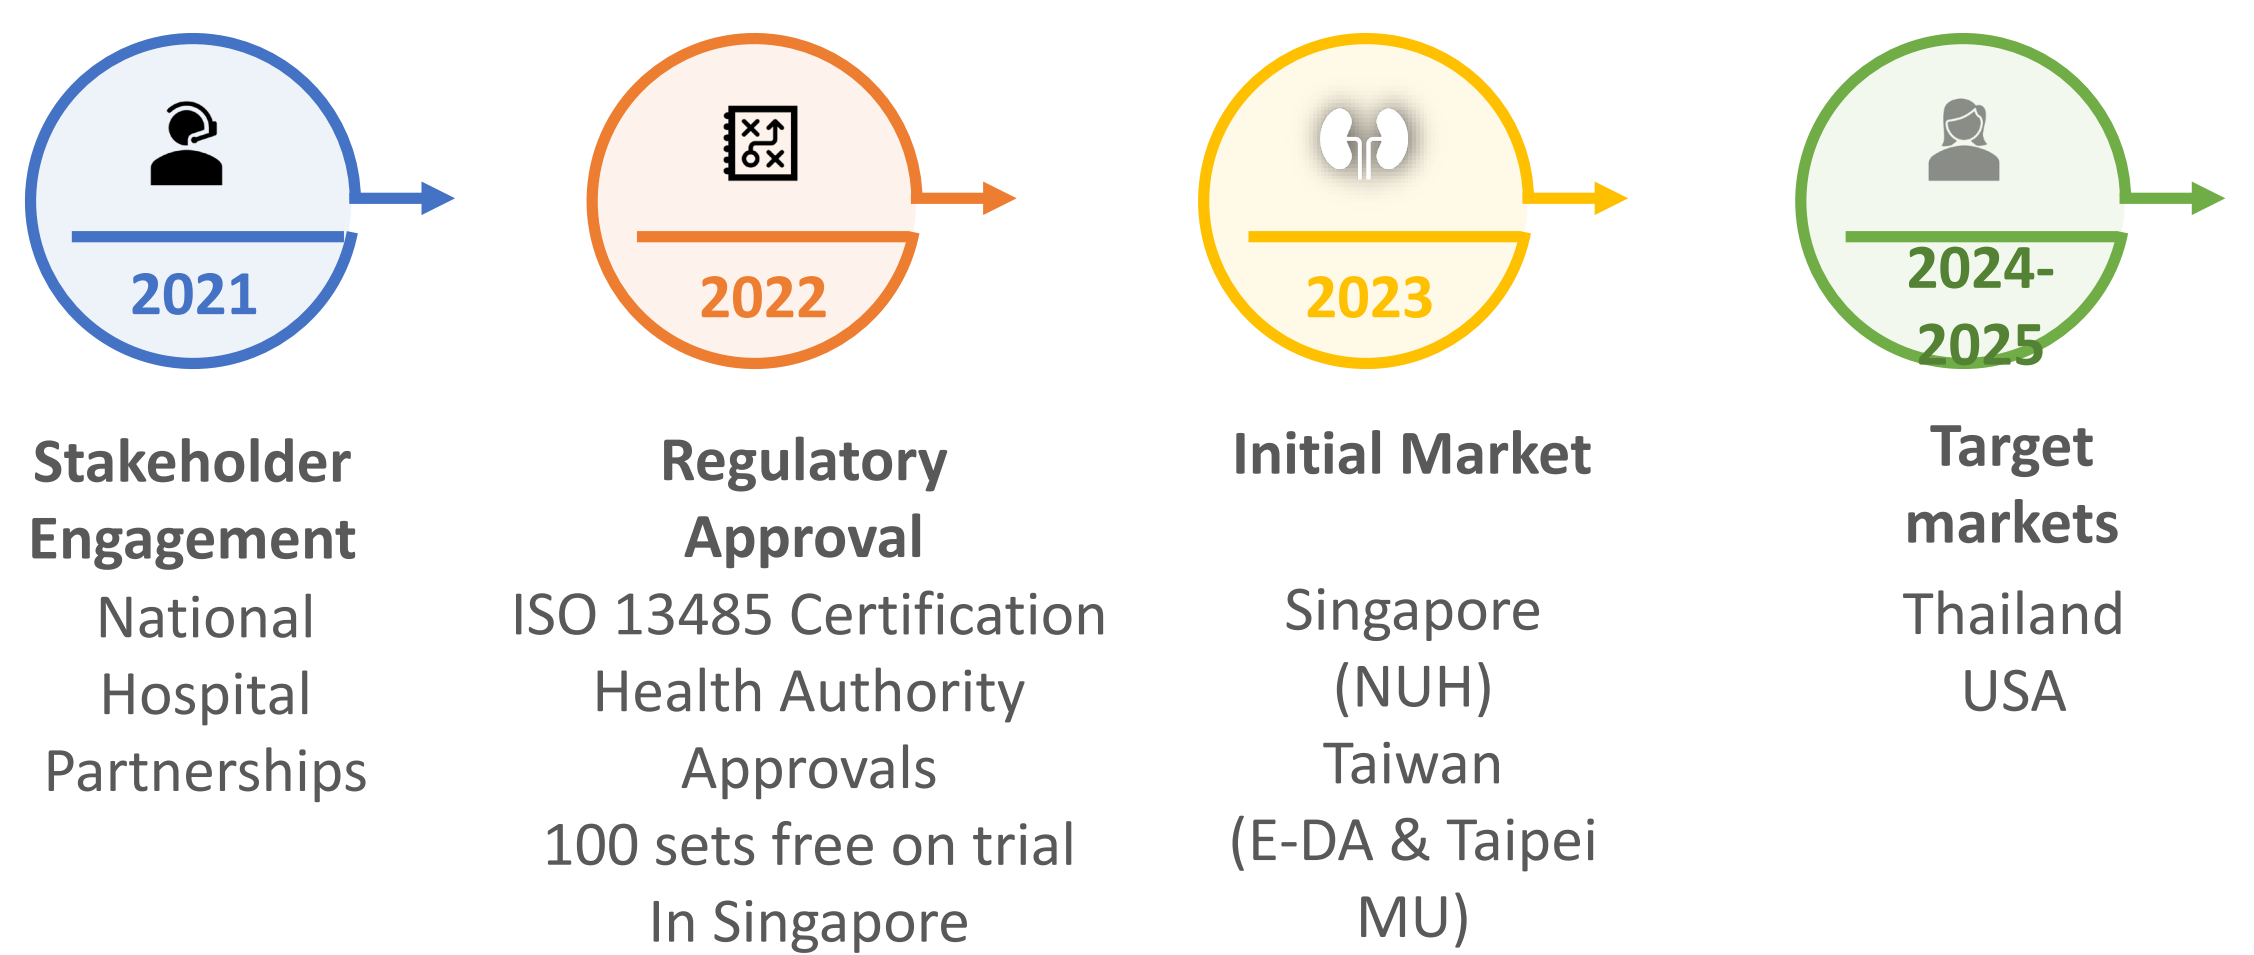 2021
Stakeholder
Engagement
National
Hospital
Partnerships
2022
Regulatory
Approval
ISO 13485 Certification
Health Authority
Approvals
100 sets free on trial
In Singapore
2023
Initial Market
Singapore
(NUH)
Taiwan
(E-DA & Taipei
MU)
2024-
2025
Target
markets
Thailand
USA